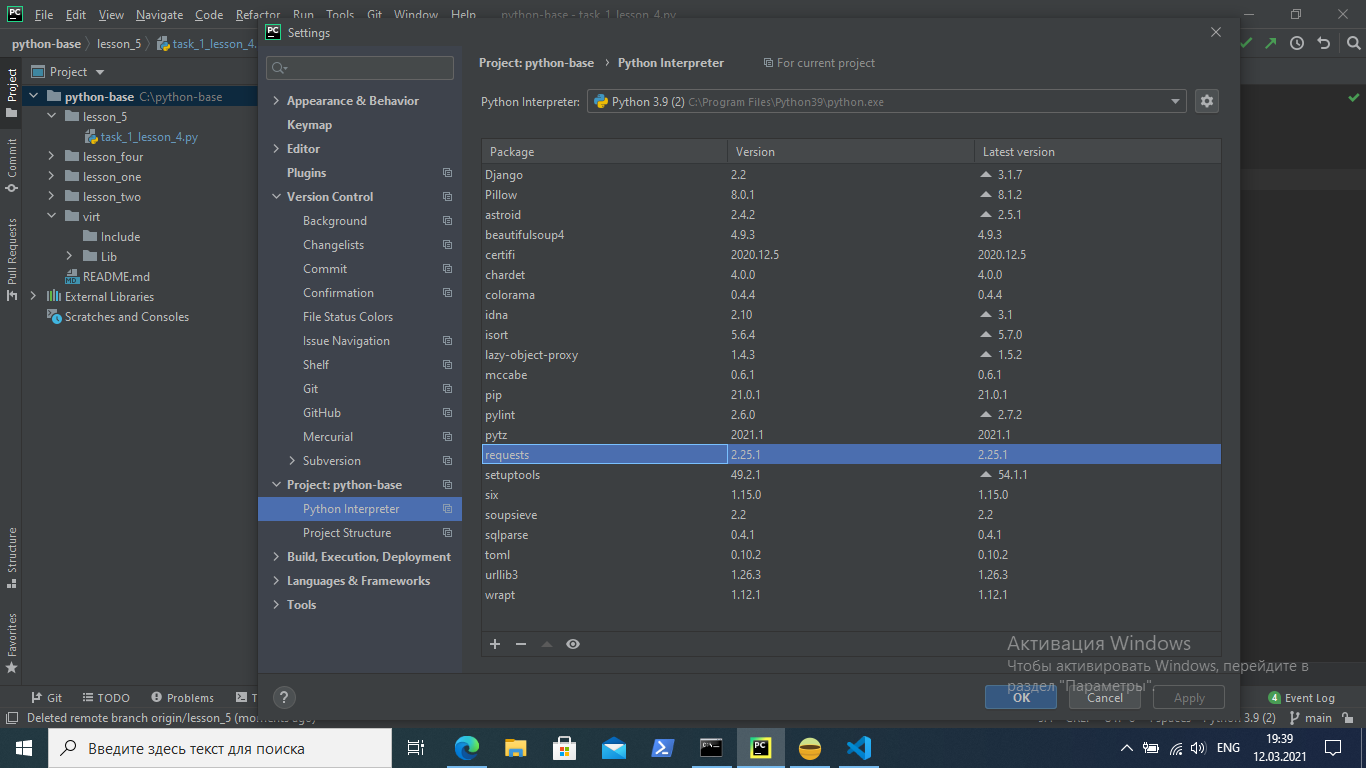 File Edit View Navigate Code Refactor Run Tools Git Window Help python-base - task_1_lesson_4.py
python-base lesson_5 task_1_lesson_4.
Project
python-base C:\python-base
lesson_5
task_1_lesson_4.py
lesson_four
lesson_one
lesson_two
virt
Include
Lib
README.md
External Libraries
Scratches and Consoles
Project
Commit
Pull Requests
Structure
Favorites
Settings
Appearance & Behavior
Keymap
Editor
Plugins
Version Control
Background
Changelists
Commit
Confirmation
File Status Colors
Issue Navigation
Shelf
Git
GitHub
Mercurial
Subversion
Project: python-base
Python Interpreter
Project Structure
Build, Execution, Deployment
Languages & Frameworks
Tools
Project: python-base › Python Interpreter For current project
Python Interpreter: Python 3.9 (2) C:\Program Files\Python39\python.exe
Package Version Latest version
Django 2.2 3.1.7
Pillow 8.0.1 8.1.2
astroid 2.4.2 2.5.1
beautifulsoup4 4.9.3 4.9.3
certifi 2020.12.5 2020.12.5
chardet 4.0.0 4.0.0
colorama 0.4.4 0.4.4
idna 2.10 3.1
isort 5.6.4 5.7.0
lazy-object-proxy 1.4.3 1.5.2
mccabe 0.6.1 0.6.1
pip 21.0.1 21.0.1
pylint 2.6.0 2.7.2
pytz 2021.1 2021.1
requests 2.25.1 2.25.1
setuptools 49.2.1 54.1.1
six 1.15.0 1.15.0
soupsieve 2.2 2.2
sqlparse 0.4.1 0.4.1
toml 0.10.2 0.10.2
urllib3 1.26.3 1.26.3
wrapt 1.12.1 1.12.1
Активация Windows
Чтобы активировать Windows, перейдите в
раздел "Параметры".
OK Cancel Apply
Git TODO Problems Event Log
Deleted remote branch origin/lesson_5 (moments ago) Python 3.9 (2) main
Введите здесь текст для поиска
ENG
19:39
12.03.2021